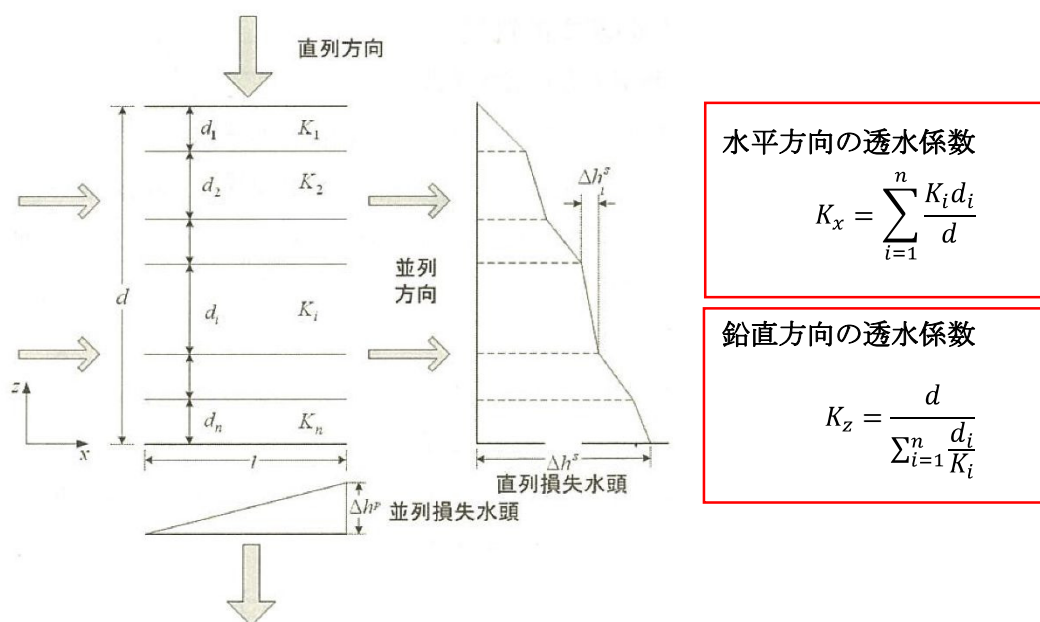 直列方向
d₁ K₁
d₂ K₂
Δhᵢˢ
並列
方向
d dᵢ Kᵢ
z
dₙ Kₙ
x
l
Δhˢ
直列損失水頭
Δhᵖ 並列損失水頭
水平方向の透水係数
Kₓ = ∑ᵢ₌₁ⁿ Kᵢdᵢ/d
鉛直方向の透水係数
K_z = d/(∑ᵢ₌₁ⁿ dᵢ/Kᵢ)